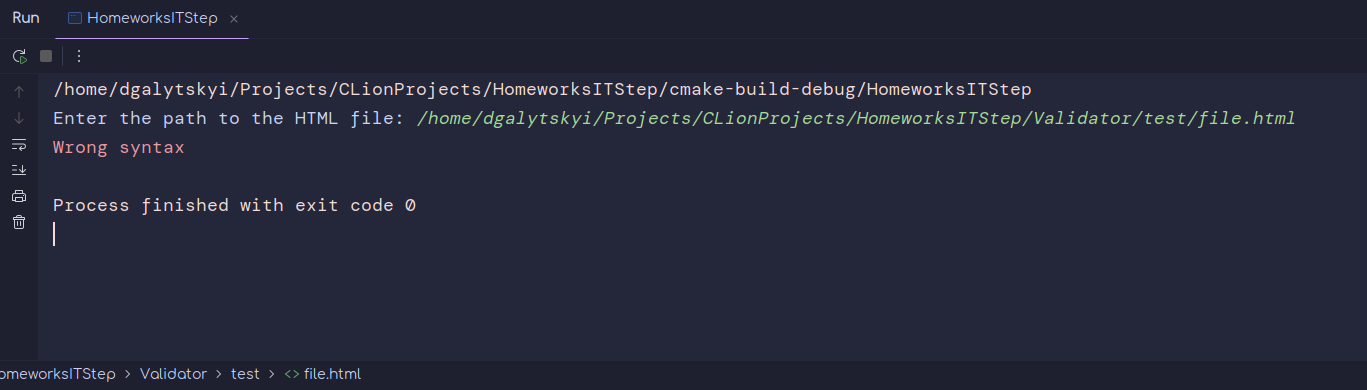 Run HomeworksITStep
/home/dgalytskyi/Projects/CLionProjects/HomeworksITStep/cmake-build-debug/HomeworksITStep
Enter the path to the HTML file: /home/dgalytskyi/Projects/CLionProjects/HomeworksITStep/Validator/test/file.html
Wrong syntax
Process finished with exit code 0
omeworksITStep > Validator > test > <> file.html